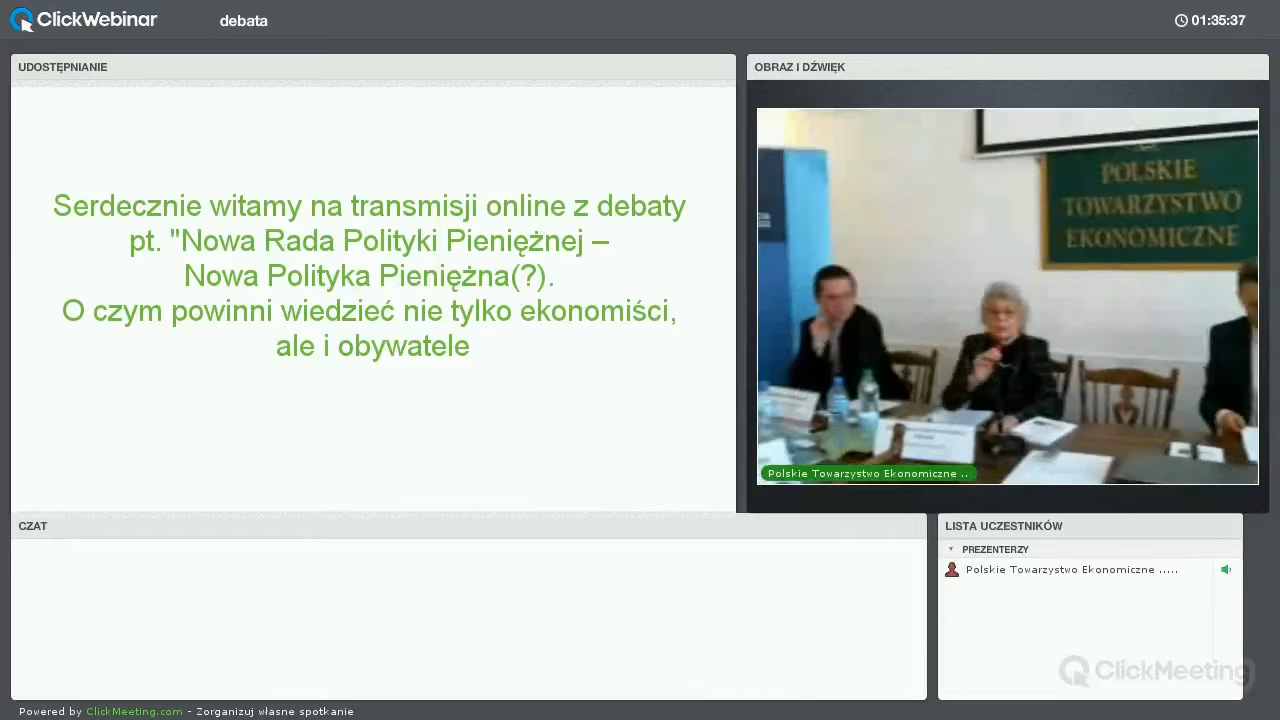 ClickWebinar
debata
01:35:37
UDOSTĘPNIANIE
Serdecznie witamy na transmisji online z debaty
pt. "Nowa Rada Polityki Pieniężnej –
Nowa Polityka Pieniężna(?).
O czym powinni wiedzieć nie tylko ekonomiści,
ale i obywatele
OBRAZ I DŹWIĘK
POLSKIE
TOWARZYSTWO
EKONOMICZNE
Polskie Towarzystwo Ekonomiczne ..
CZAT
LISTA UCZESTNIKÓW
PREZENTERZY
Polskie Towarzystwo Ekonomiczne .....
ClickMeeting
Powered by ClickMeeting.com - Zorganizuj własne spotkanie